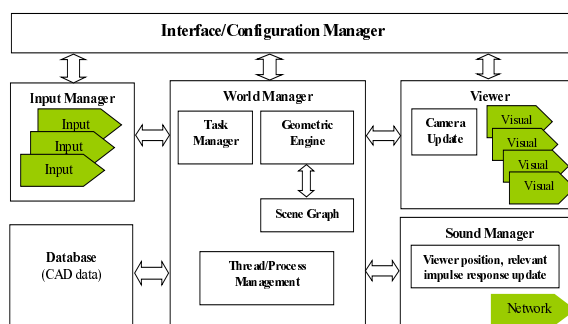 Interface/Configuration Manager
Input Manager
Input
Input
Input
World Manager
Task
Manager
Geometric
Engine
Scene Graph
Thread/Process
Management
Viewer
Camera
Update
Visual
Visual
Visual
Visual
Database
(CAD data)
Sound Manager
Viewer position, relevant
impulse response update
Network